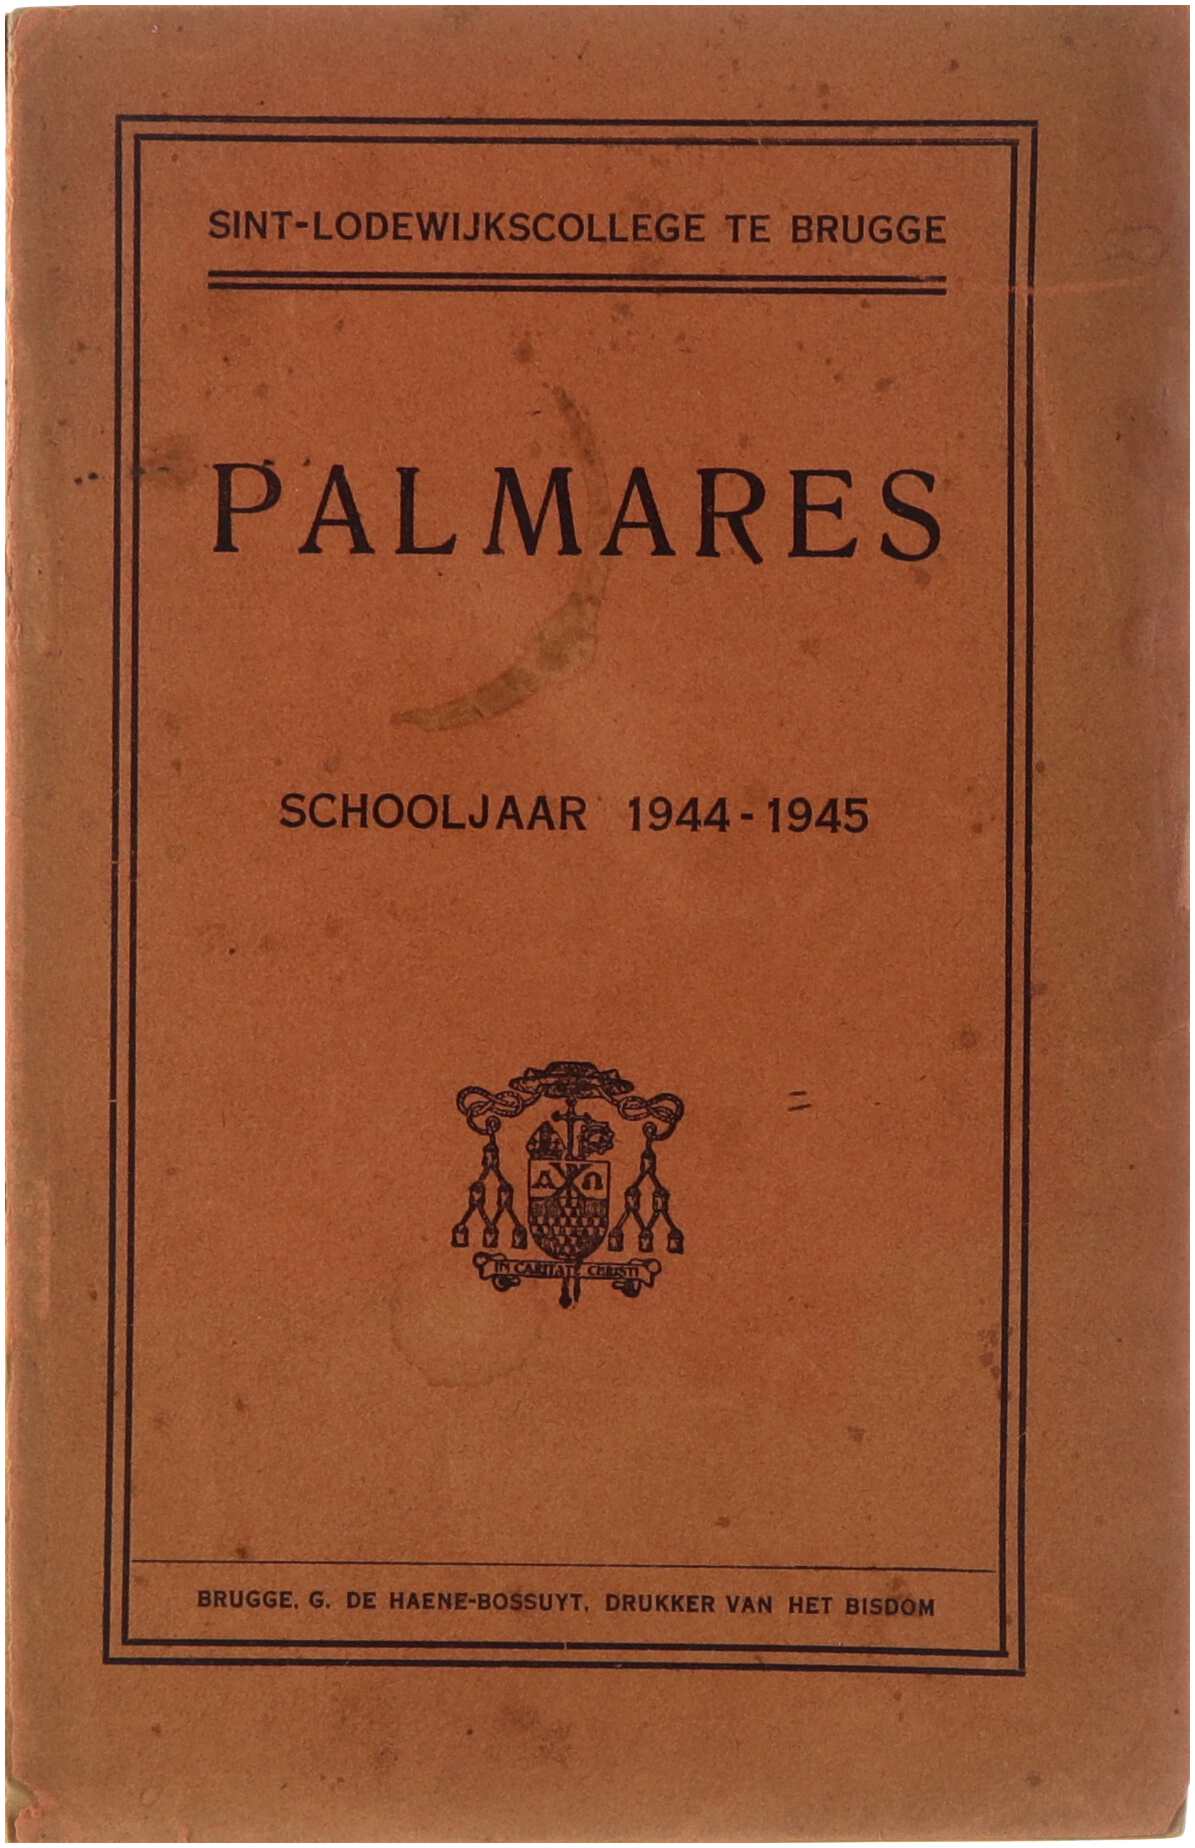 SINT-LODEWIJKSCOLLEGE TE BRUGGE
PALMARES
SCHOOLJAAR 1944-1945
A Ω
IN CARITATE CHRISTI
BRUGGE. G. DE HAENE-BOSSUYT. DRUKKER VAN HET BISDOM